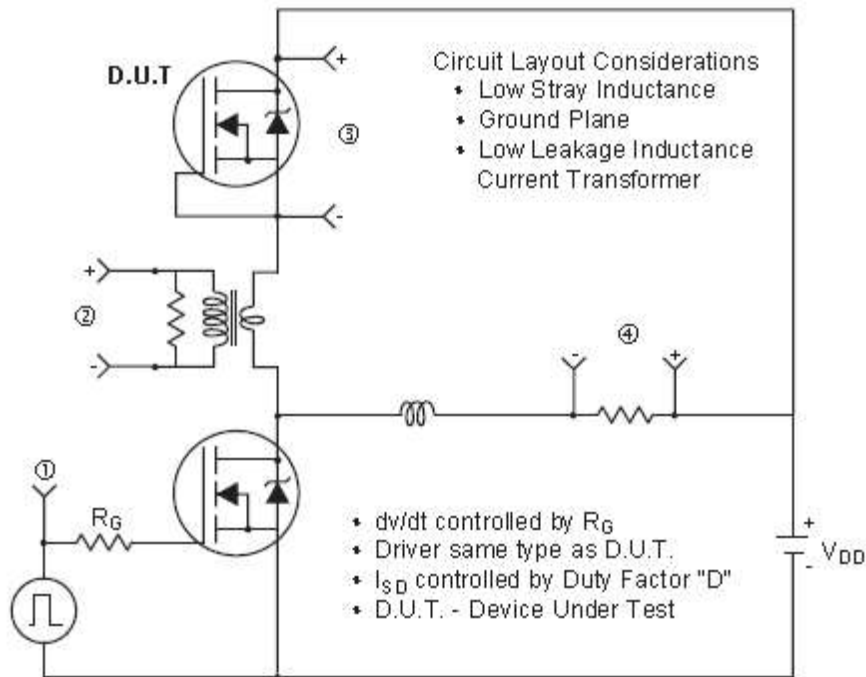 D.U.T
+
-
③
Circuit Layout Considerations
• Low Stray Inductance
• Ground Plane
• Low Leakage Inductance
Current Transformer
+
-
②
④
-
+
①
R_G
• dv/dt controlled by R_G
• Driver same type as D.U.T.
• I_SD controlled by Duty Factor "D"
• D.U.T. - Device Under Test
+
-
V_DD